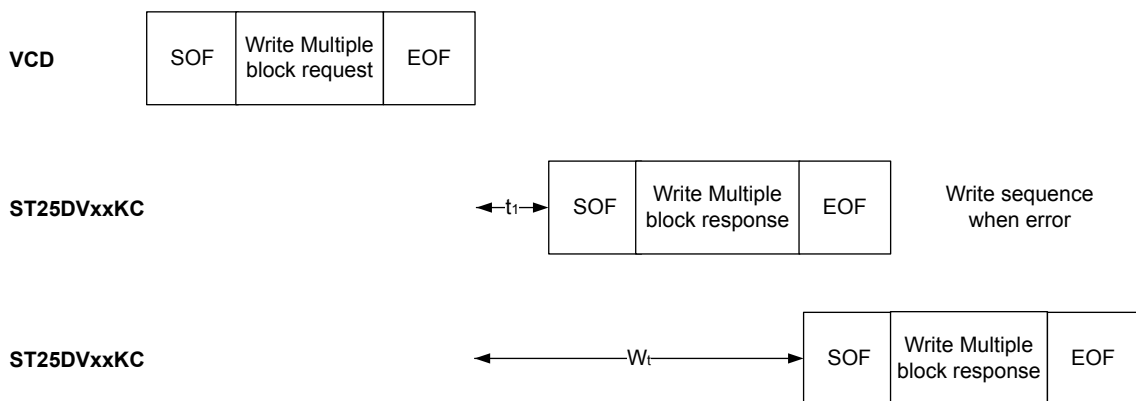 VCD
SOF
Write Multiple
block request
EOF
ST25DVxxKC
t1
SOF
Write Multiple
block response
EOF
Write sequence
when error
ST25DVxxKC
Wt
SOF
Write Multiple
block response
EOF